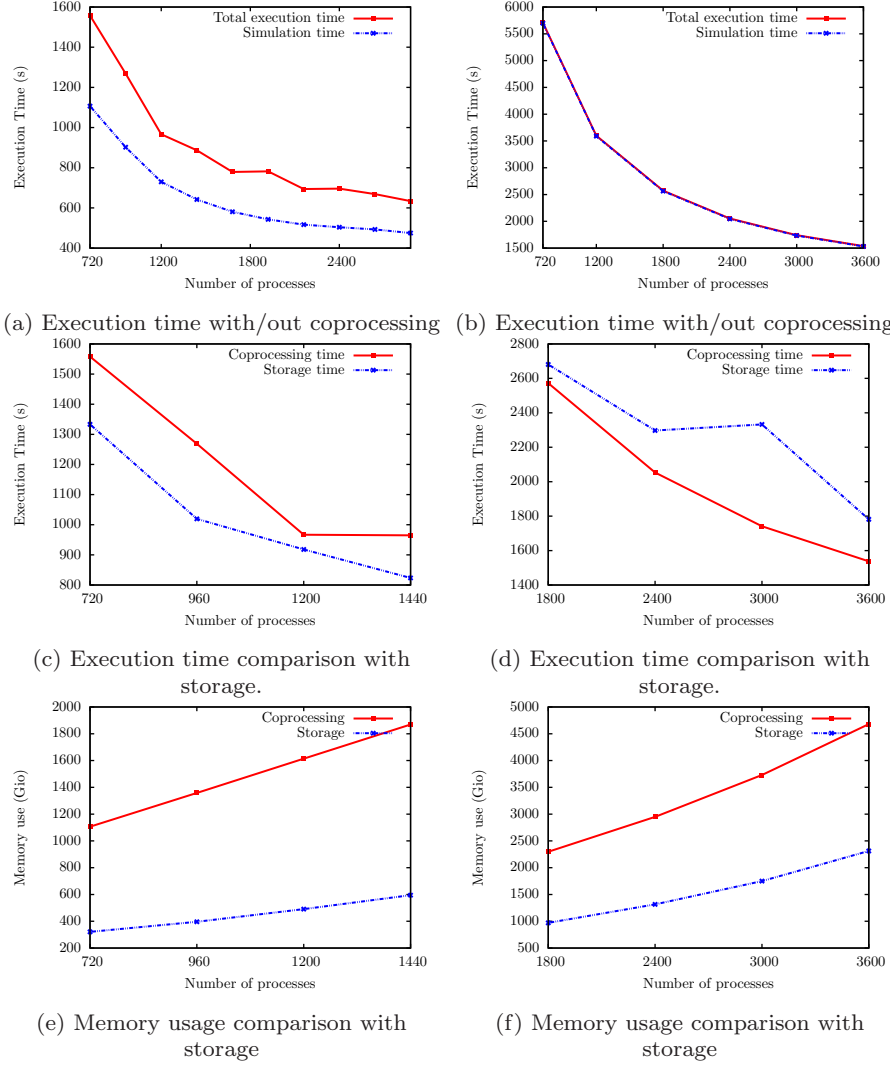 1600
1400
1200
1000
800
600
400
720
1200
1800
2400
Execution Time (s)
Number of processes
Total execution time
Simulation time
6000
5500
5000
4500
4000
3500
3000
2500
2000
1500
720
1200
1800
2400
3000
3600
Execution Time (s)
Number of processes
Total execution time
Simulation time
(a) Execution time with/out coprocessing
(b) Execution time with/out coprocessing
1600
1500
1400
1300
1200
1100
1000
900
800
720
960
1200
1440
Execution Time (s)
Number of processes
Coprocessing time
Storage time
2800
2600
2400
2200
2000
1800
1600
1400
1800
2400
3000
3600
Execution Time (s)
Number of processes
Coprocessing time
Storage time
(c) Execution time comparison with
storage.
(d) Execution time comparison with
storage.
2000
1800
1600
1400
1200
1000
800
600
400
200
720
960
1200
1440
Memory use (Gio)
Number of processes
Coprocessing
Storage
5000
4500
4000
3500
3000
2500
2000
1500
1000
500
1800
2400
3000
3600
Memory use (Gio)
Number of processes
Coprocessing
Storage
(e) Memory usage comparison with
storage
(f) Memory usage comparison with
storage